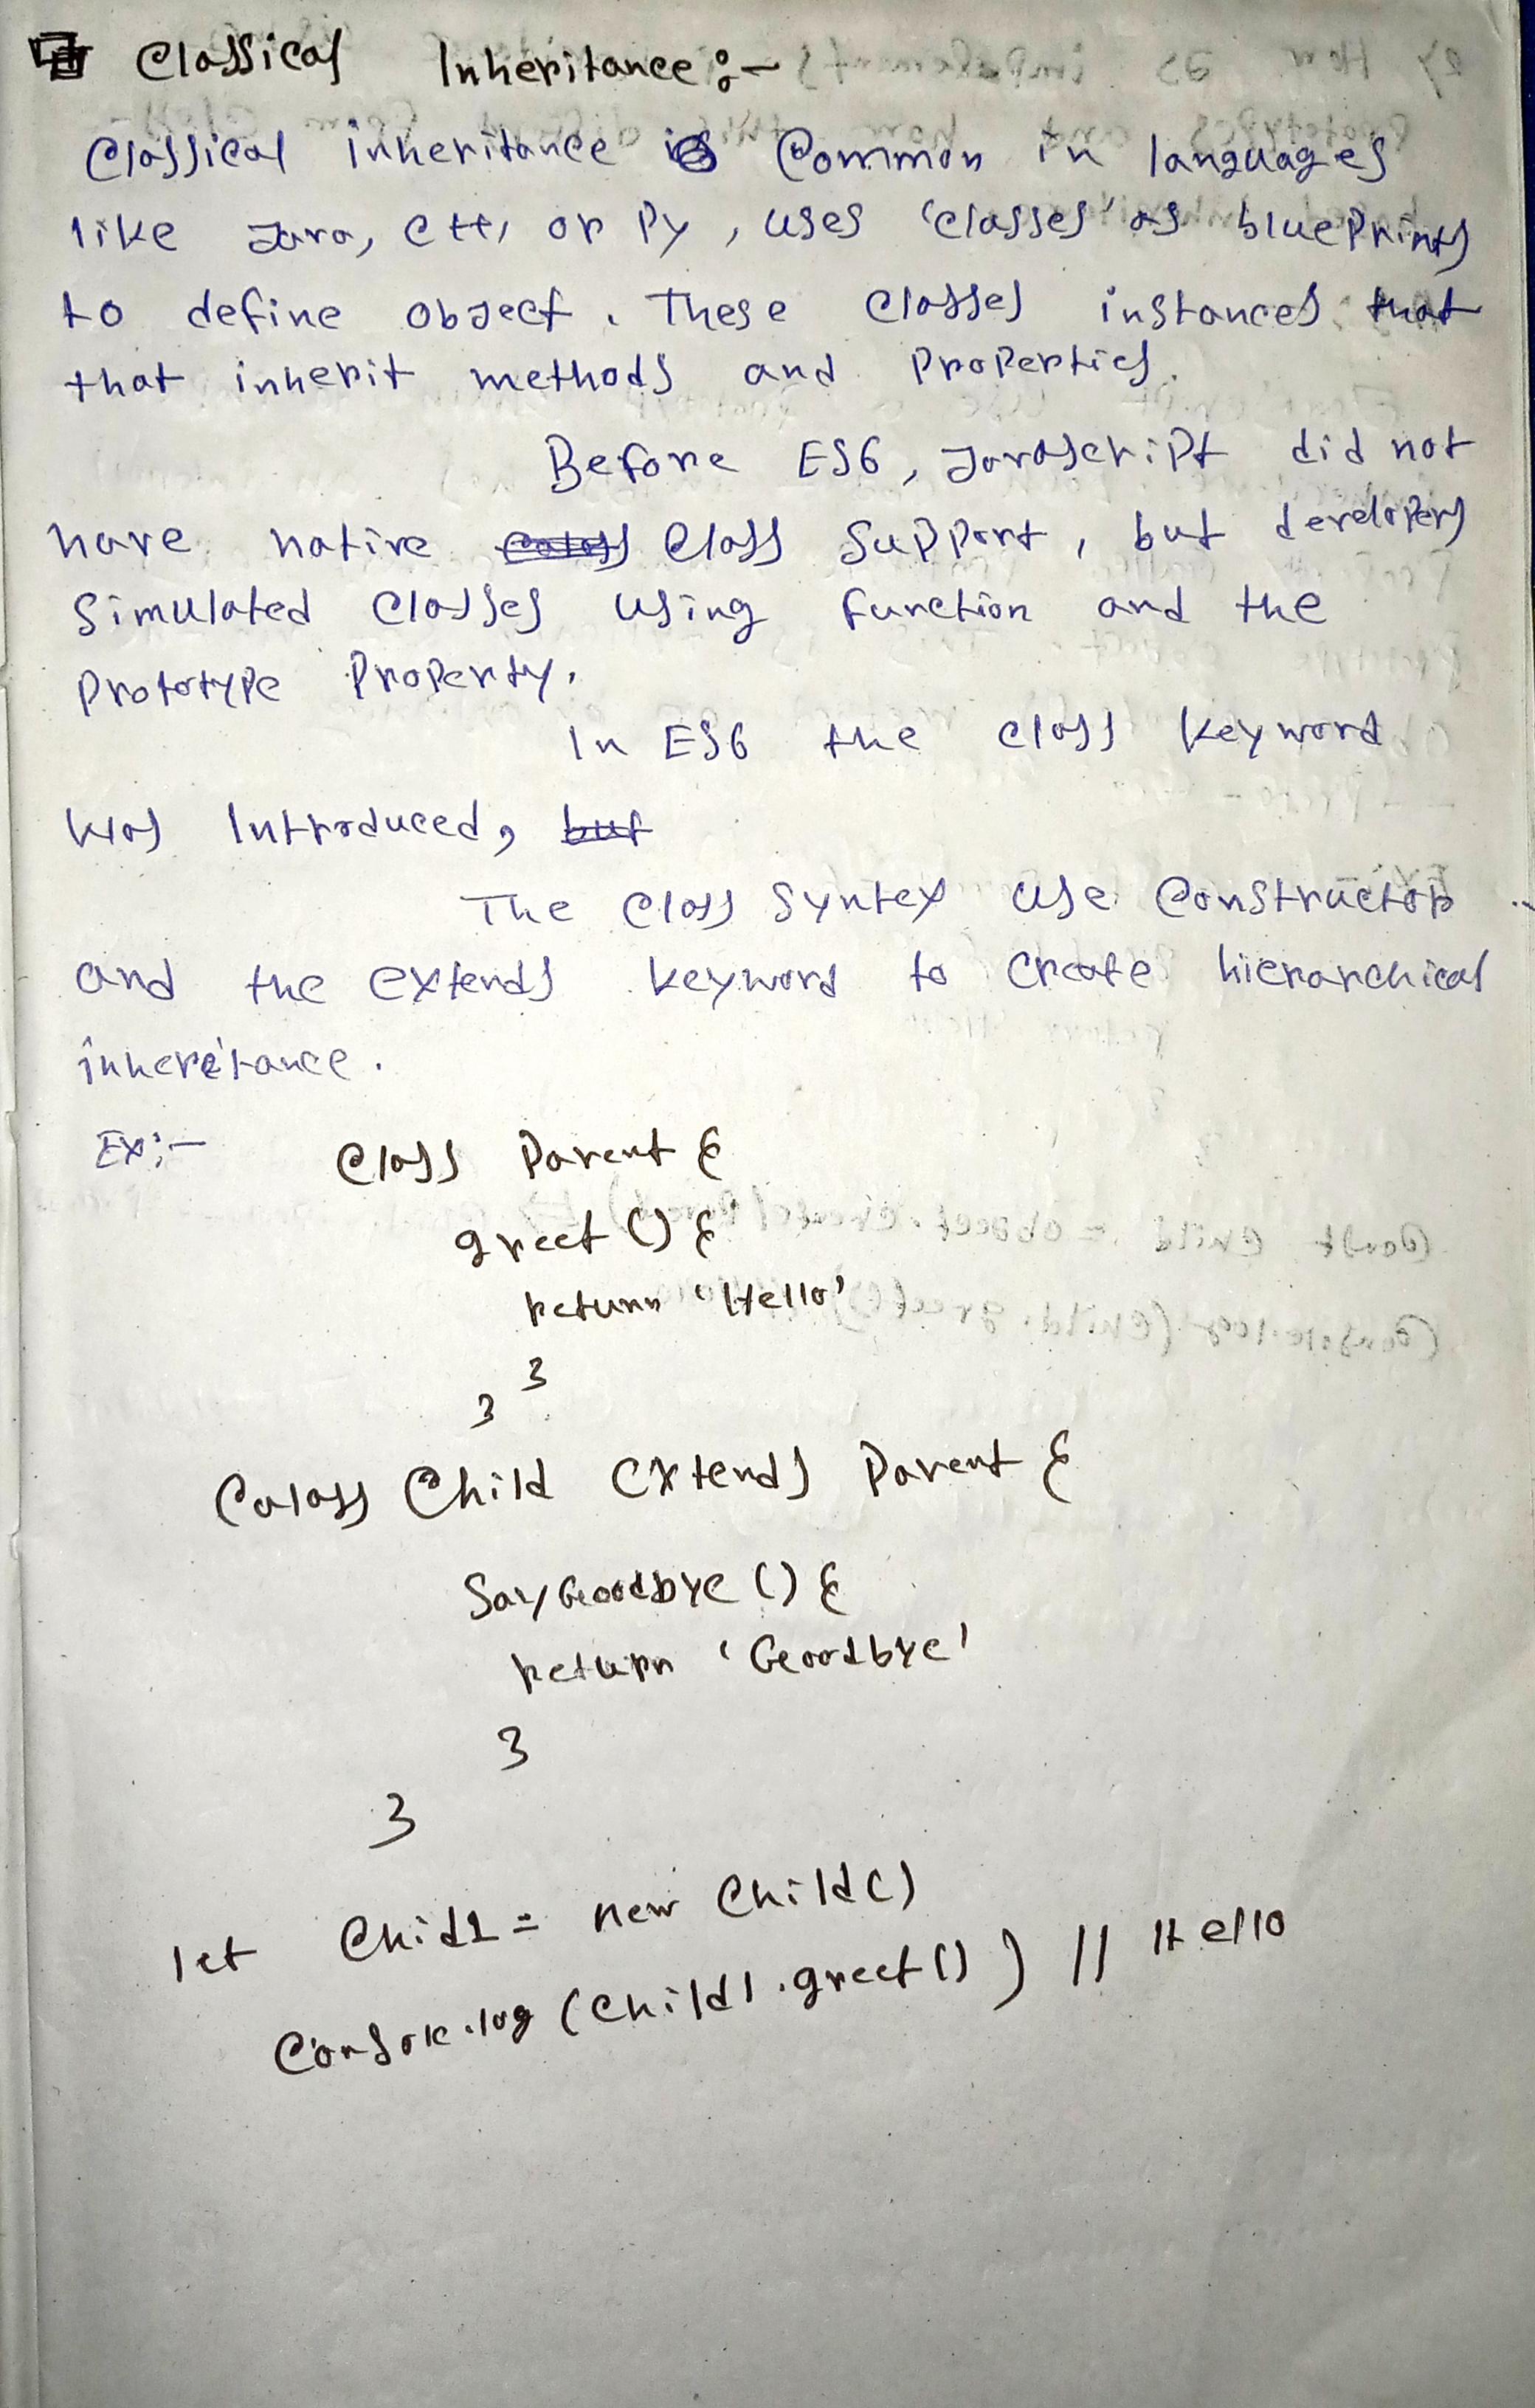 Classical Inheritance :-
Classical inheritance is Common in languages
like Java, C++, or Py, uses 'classes' as bluePrints
to define object. These classes instances that
that inherit methods and Properties.
Before ES6, JavaScript did not
have native class Support, but developers
Simulated Classes using function and the
Prototype Property.
In ES6 the class keyword
was Introduced, but
The class Syntex use Constructor
and the extends keyword to Create hierarchical
inheritance.
Ex:- Class Parent {
greet () {
return 'Hello'
}
}
Calass Child Extends Parent {
SayGoodbye () {
return 'Goodbye'
}
}
let Chid1 = new Child()
Console.log (Child1.greet()) // Hello